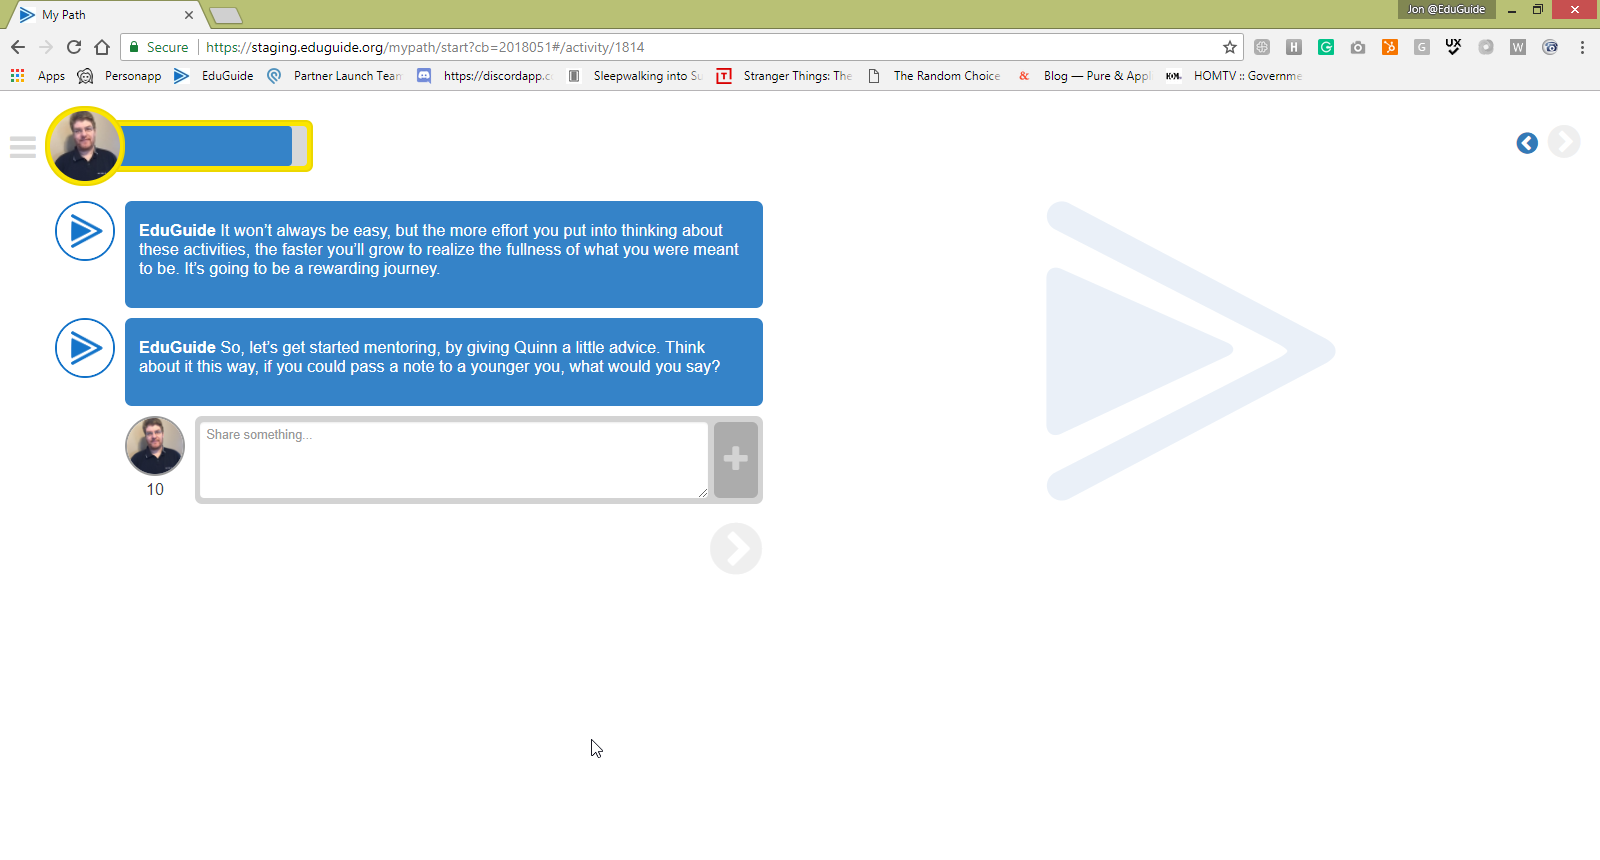 My Path
Jon @EduGuide
Secure https://staging.eduguide.org/mypath/start?cb=2018051#/activity/1814
H G G UX W
Apps Personapp EduGuide Partner Launch Tean https://discordapp.c Sleepwalking into Su T Stranger Things: The The Random Choice & Blog — Pure & Appl HOM HOMTV :: Governme
EduGuide It won’t always be easy, but the more effort you put into thinking about
these activities, the faster you’ll grow to realize the fullness of what you were meant
to be. It’s going to be a rewarding journey.
EduGuide So, let’s get started mentoring, by giving Quinn a little advice. Think
about it this way, if you could pass a note to a younger you, what would you say?
Share something...
10